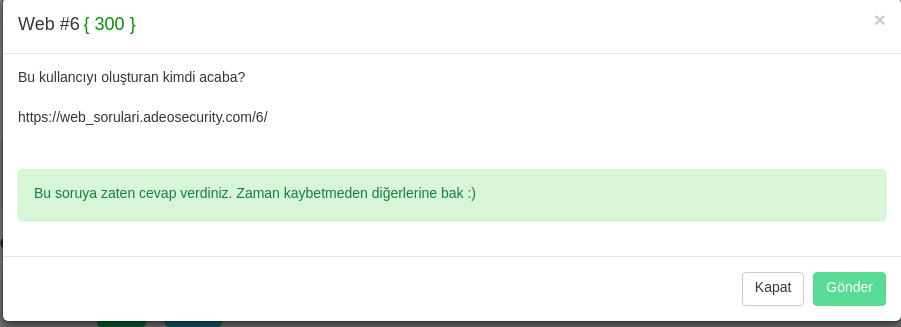 Web #6 { 300 }
×
Bu kullancıyı oluşturan kimdi acaba?
https://web_sorulari.adeosecurity.com/6/
Bu soruya zaten cevap verdiniz. Zaman kaybetmeden diğerlerine bak :)
Kapat
Gönder